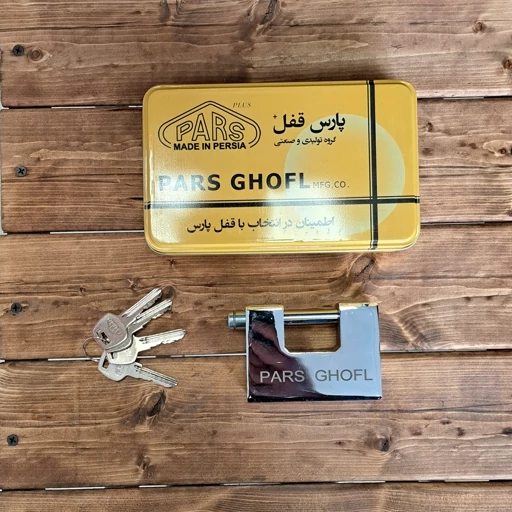 PLUS
PARS
MADE IN PERSIA
پارس قفل+
گروه تولیدی و صنعتی
PARS GHOFL MFG.CO.
اطمینان در انتخاب با قفل پارس
PARS GHOFL